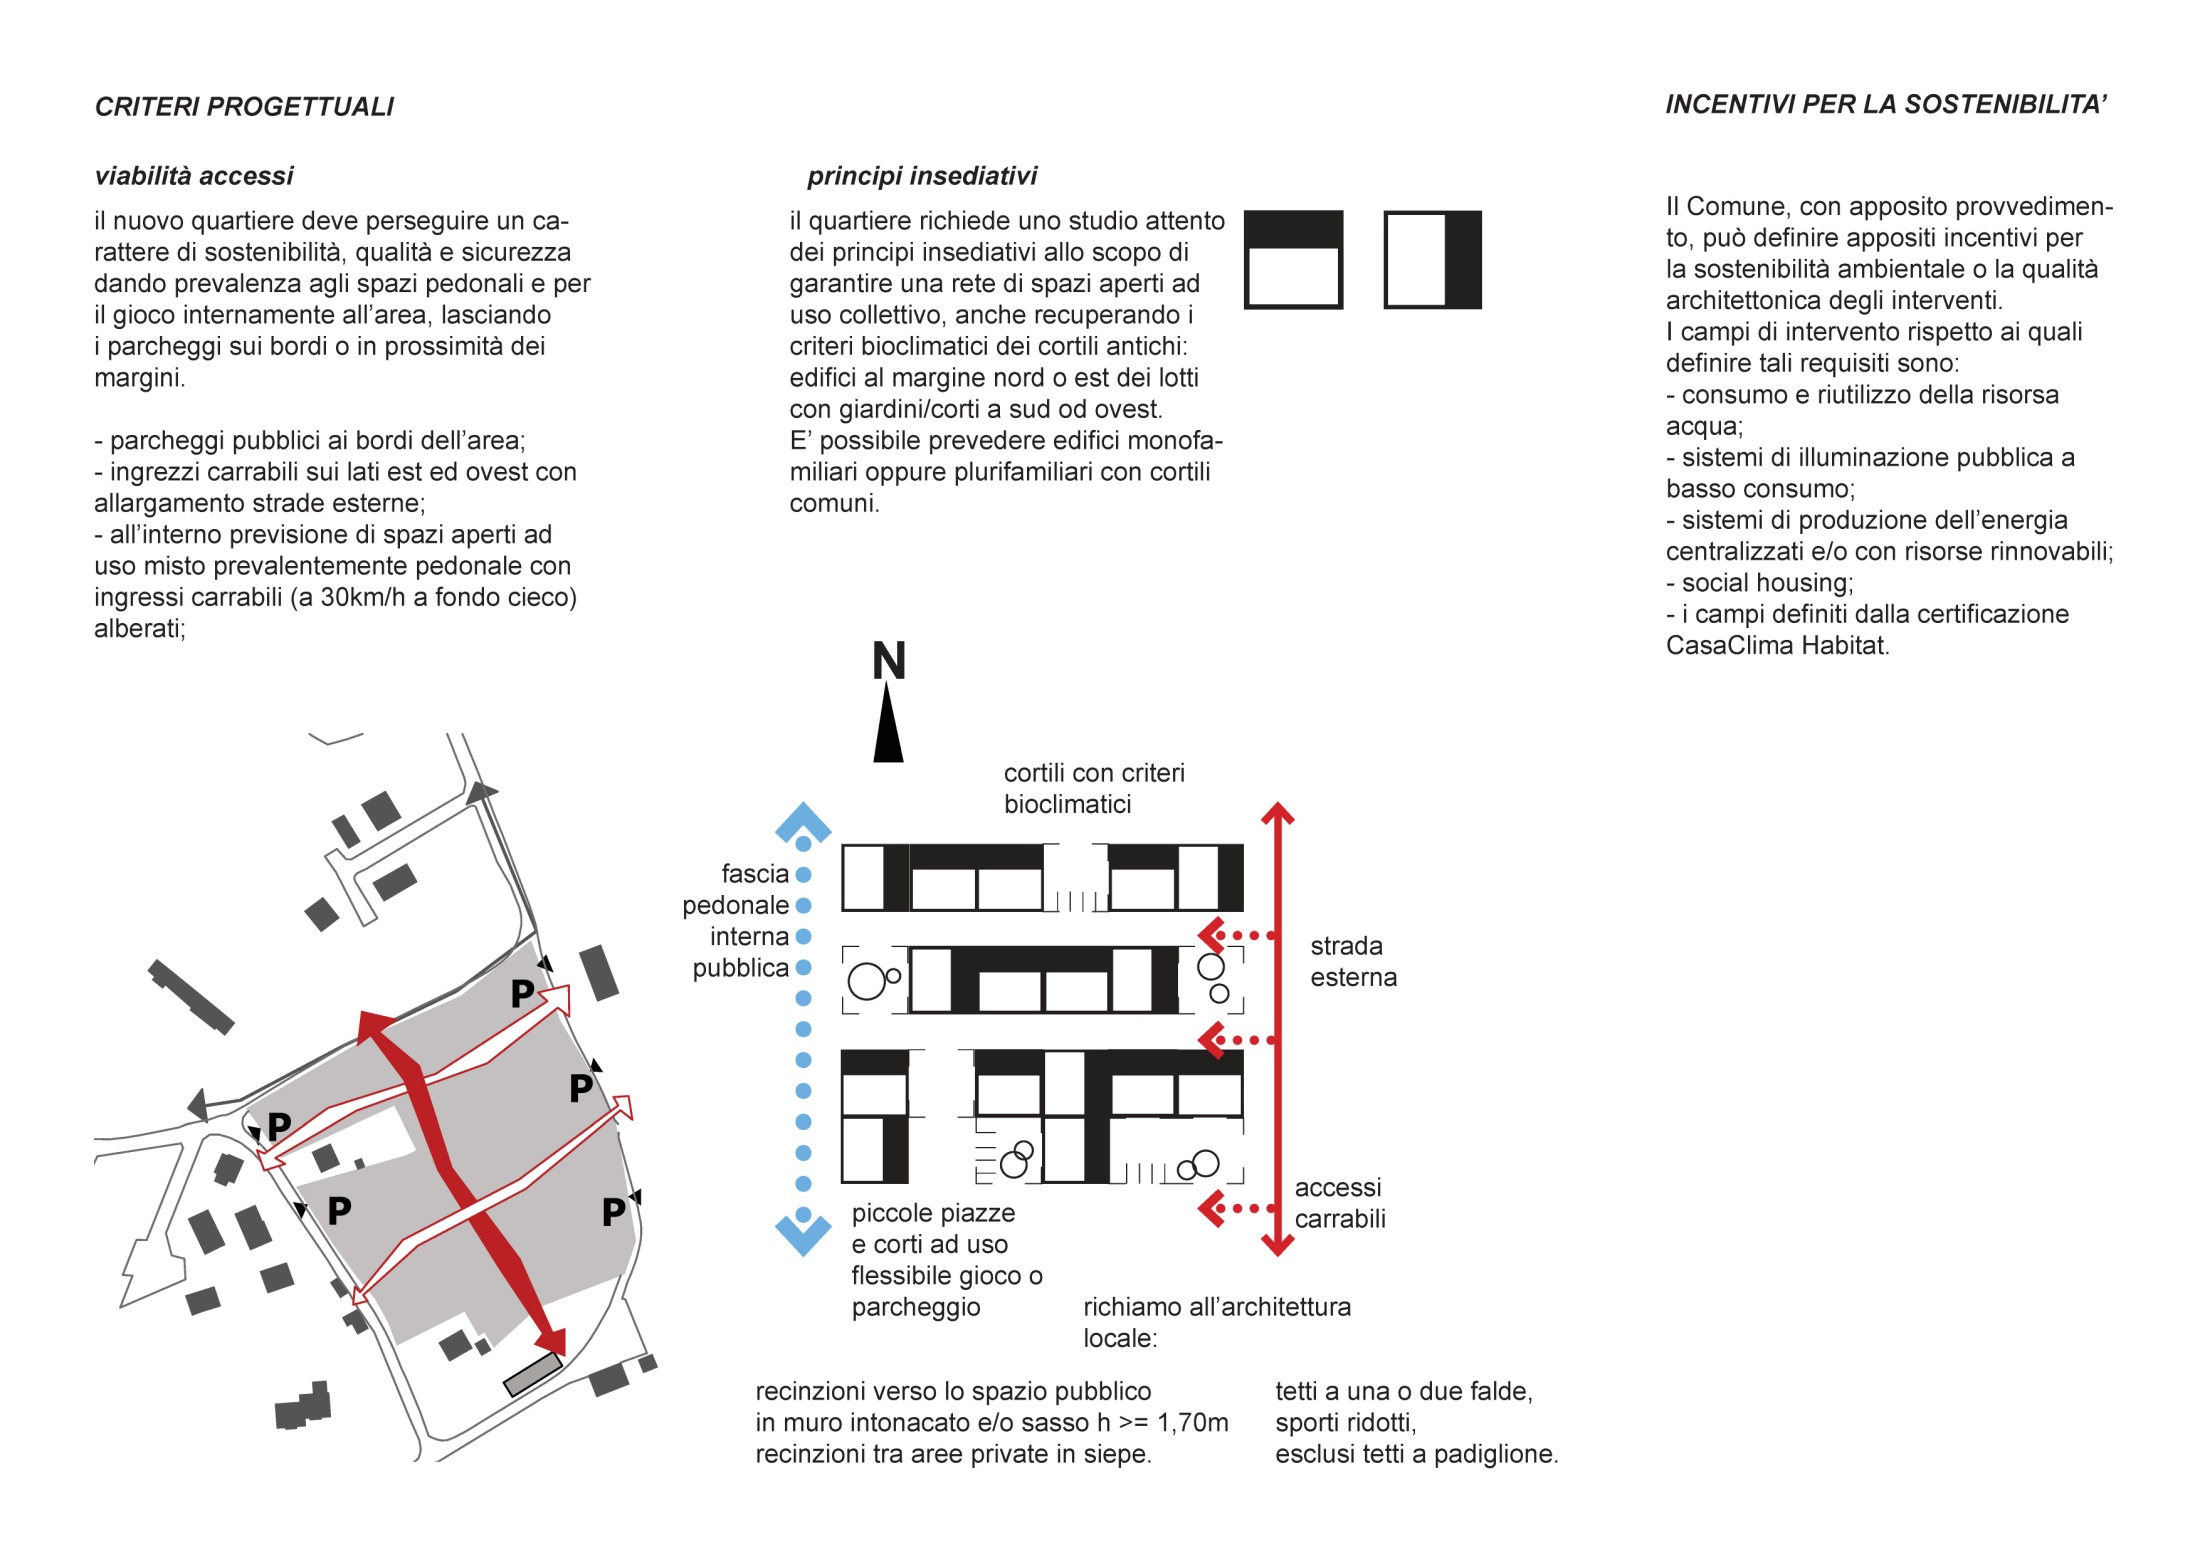 CRITERI PROGETTUALI
viabilità accessi
il nuovo quartiere deve perseguire un ca-
rattere di sostenibilità, qualità e sicurezza
dando prevalenza agli spazi pedonali e per
il gioco internamente all’area, lasciando
i parcheggi sui bordi o in prossimità dei
margini.
- parcheggi pubblici ai bordi dell’area;
- ingrezzi carrabili sui lati est ed ovest con
allargamento strade esterne;
- all’interno previsione di spazi aperti ad
uso misto prevalentemente pedonale con
ingressi carrabili (a 30km/h a fondo cieco)
alberati;
P
P
P
P
P
principi insediativi
il quartiere richiede uno studio attento
dei principi insediativi allo scopo di
garantire una rete di spazi aperti ad
uso collettivo, anche recuperando i
criteri bioclimatici dei cortili antichi:
edifici al margine nord o est dei lotti
con giardini/corti a sud od ovest.
E’ possibile prevedere edifici monofa-
miliari oppure plurifamiliari con cortili
comuni.
N
cortili con criteri
bioclimatici
fascia
pedonale
interna
pubblica
strada
esterna
accessi
carrabili
piccole piazze
e corti ad uso
flessibile gioco o
parcheggio
richiamo all’architettura
locale:
recinzioni verso lo spazio pubblico
in muro intonacato e/o sasso h >= 1,70m
recinzioni tra aree private in siepe.
tetti a una o due falde,
sporti ridotti,
esclusi tetti a padiglione.
INCENTIVI PER LA SOSTENIBILITA’
Il Comune, con apposito provvedimen-
to, può definire appositi incentivi per
la sostenibilità ambientale o la qualità
architettonica degli interventi.
I campi di intervento rispetto ai quali
definire tali requisiti sono:
- consumo e riutilizzo della risorsa
acqua;
- sistemi di illuminazione pubblica a
basso consumo;
- sistemi di produzione dell’energia
centralizzati e/o con risorse rinnovabili;
- social housing;
- i campi definiti dalla certificazione
CasaClima Habitat.